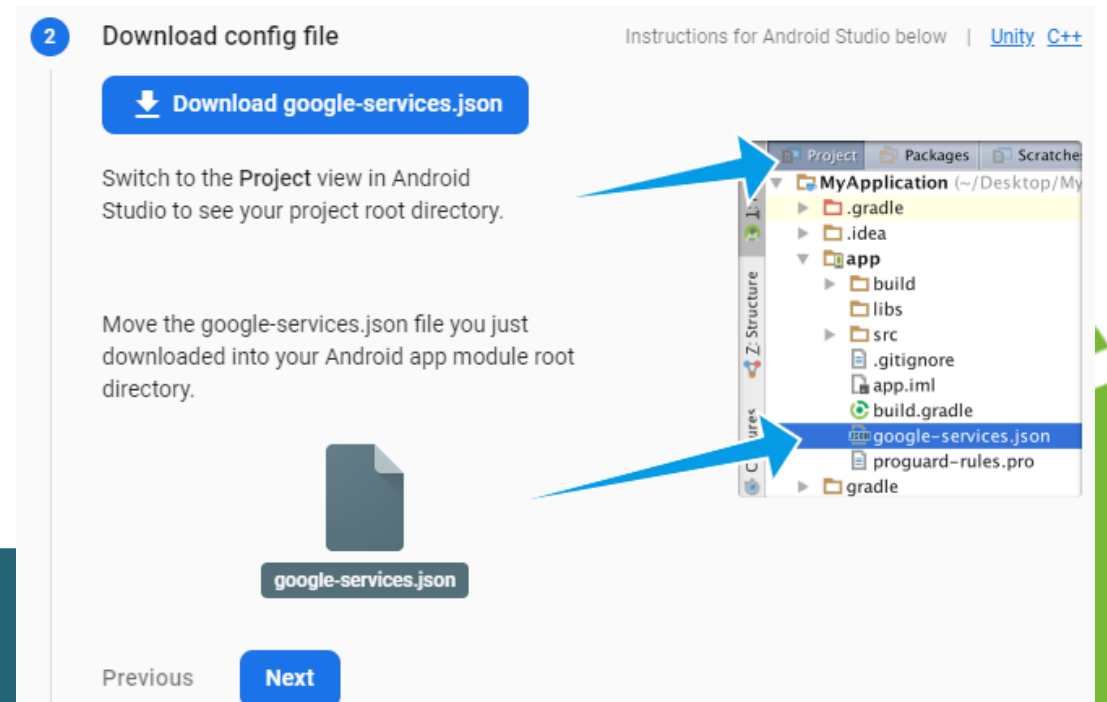 2
Download config file
Instructions for Android Studio below | Unity C++
Download google-services.json
Switch to the Project view in Android
Studio to see your project root directory.
Move the google-services.json file you just
downloaded into your Android app module root
directory.
google-services.json
Previous
Next
Project Packages Scratche
MyApplication (~/Desktop/My
.gradle
.idea
app
build
libs
src
.gitignore
app.iml
build.gradle
google-services.json
proguard-rules.pro
gradle
Z: Structure